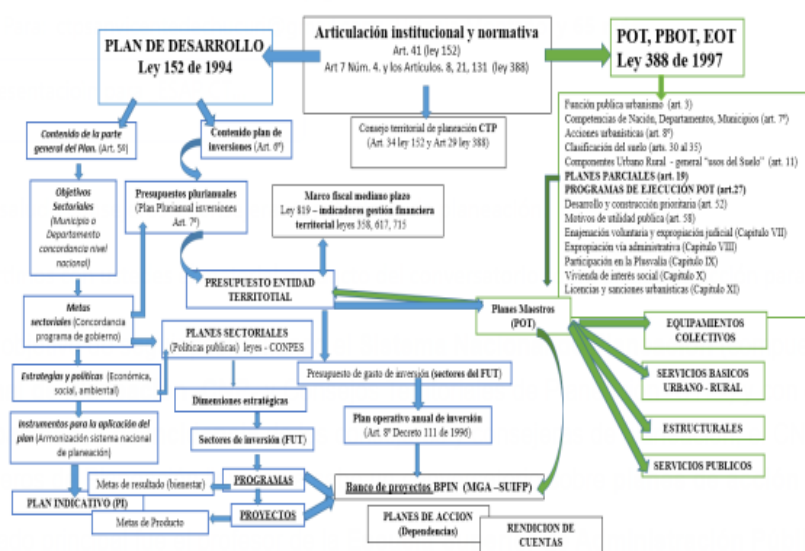 Articulación institucional y normativa
Art. 41 (ley 152)
Art 7 Núm. 4. y los Artículos. 8, 21, 131 (ley 388)
PLAN DE DESARROLLO
Ley 152 de 1994
POT, PBOT, EOT
Ley 388 de 1997
Contenido de la parte
general del Plan. (Art. 5º)
Contenido plan de
inversiones (Art. 6º)
Consejo territorial de planeación CTP
(Art. 34 ley 152 y Art 29 ley 388)
Función publica urbanismo (art. 3)
Competencias de Nación, Departamentos, Municipios (art. 7º)
Acciones urbanísticas (art. 8º)
Clasificación del suelo (arts. 30 al 35)
Componentes Urbano Rural - general "usos del Suelo" (art. 11)
PLANES PARCIALES (art. 19)
PROGRAMAS DE EJECUCIÓN POT (art.27)
Desarrollo y construcción prioritaria (art. 52)
Motivos de utilidad publica (art. 58)
Enajenación voluntaria y expropiación judicial (Capitulo VII)
Expropiación vía administrativa (Capitulo VIII)
Participación en la Plusvalía (Capitulo IX)
Vivienda de interés social (Capitulo X)
Licencias y sanciones urbanísticas (Capitulo XI)
Objetivos
Sectoriales
(Municipio o
Departamento
concordancia nivel
nacional)
Presupuestos plurianuales
(Plan Plurianual inversiones
Art. 7º)
Marco fiscal mediano plazo
Ley 819 – indicadores gestión financiera
territorial leyes 358, 617, 715
PRESUPUESTO ENTIDAD
TERRITOTIAL
Planes Maestros
(POT)
Metas
sectoriales (Concordancia
programa de gobierno)
PLANES SECTORIALES
(Políticas publicas) leyes - CONPES
EQUIPAMIENTOS
COLECTIVOS
Estrategias y políticas (Económica,
social, ambiental)
Presupuesto de gasto de inversión (sectores del FUT)
SERVICIOS BASICOS
URBANO - RURAL
Dimensiones estratégicas
Instrumentos para la aplicación del
plan (Armonización sistema nacional
de planeación)
Plan operativo anual de inversión
(Art. 8º Decreto 111 de 1996)
ESTRUCTURALES
Sectores de inversión (FUT)
SERVICIOS PUBLICOS
Metas de resultado (bienestar)
PROGRAMAS
Banco de proyectos BPIN (MGA –SUIFP)
PLAN INDICATIVO (PI)
Metas de Producto
PROYECTOS
PLANES DE ACCION
(Dependencias)
RENDICION DE
CUENTAS